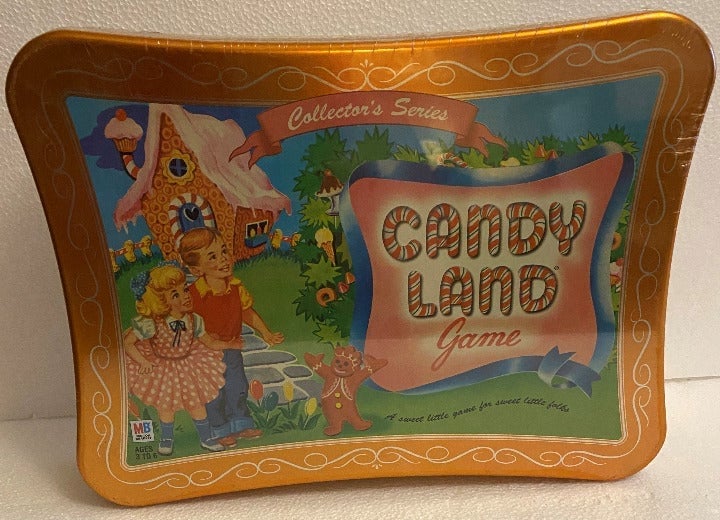 Collector's Series
CANDY
LAND®
Game
A sweet little game for sweet little folks
MB
AGES
3 TO 6